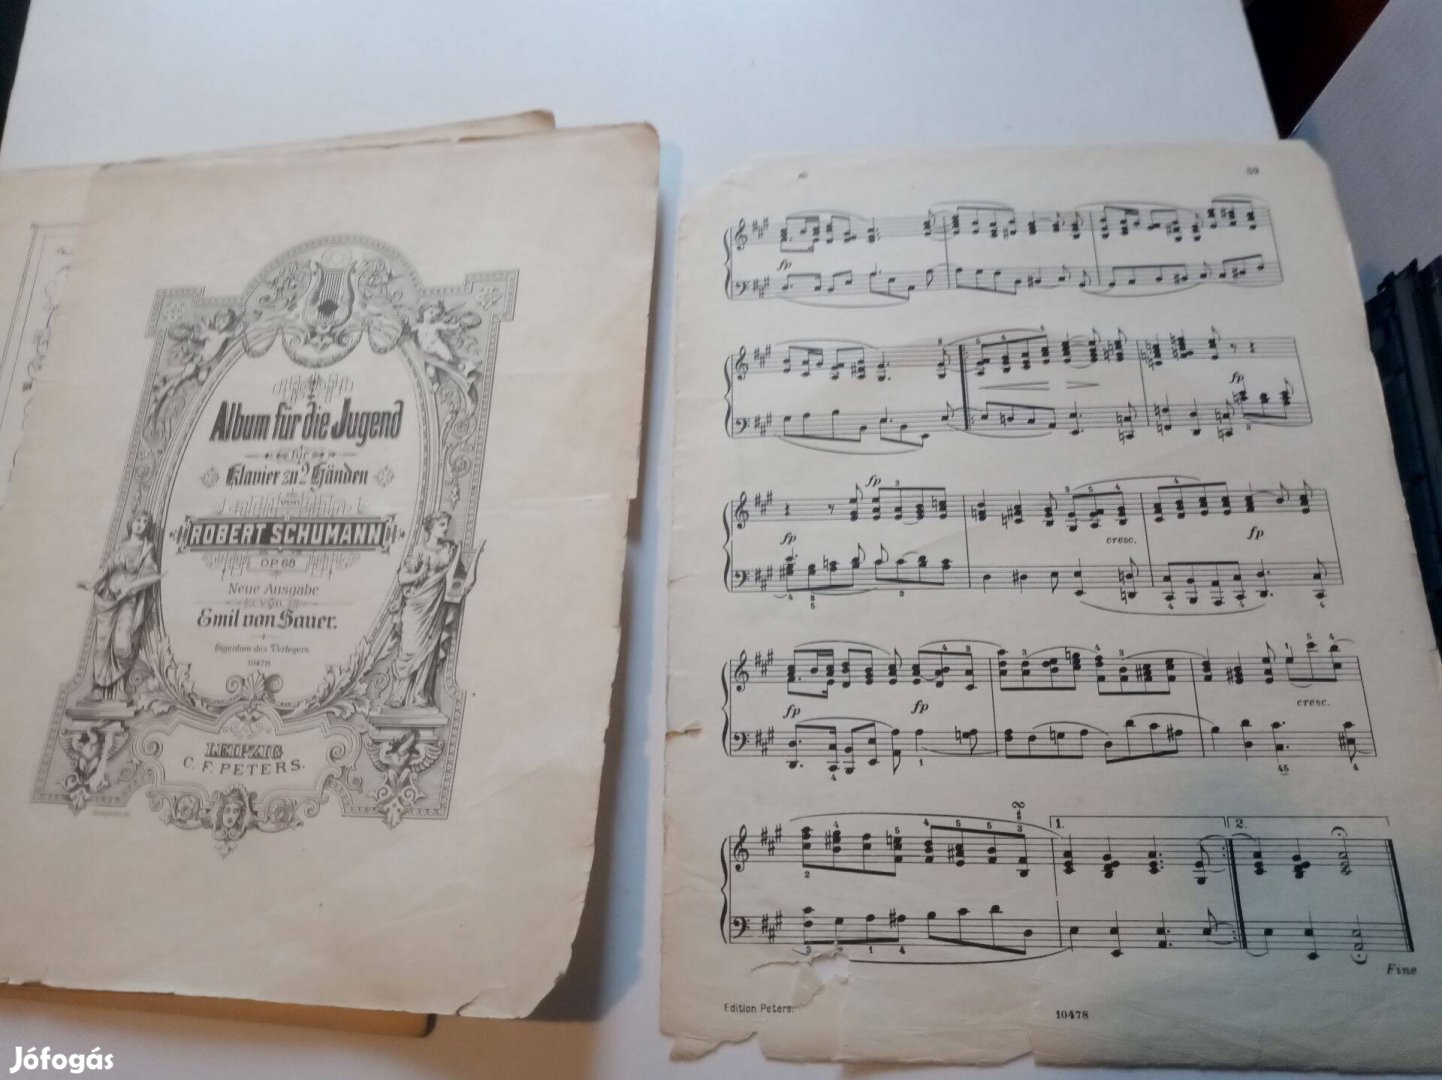 Album für die Jugend
für
Klavier zu 2 Händen
von
ROBERT SCHUMANN
OP. 68
Neue Ausgabe
VON
Emil von Sauer.
Eigentum des Verlegers
10478
LEIPZIG
C. F. PETERS.
59
fp
fp
fp
fp
cresc.
fp
fp
fp
cresc.
1.
2.
Fine
Edition Peters.
10478
Jófogás